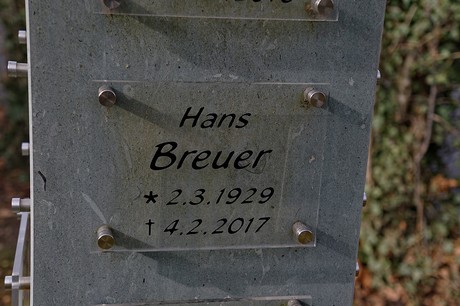 Hans
Breuer
* 2.3.1929
† 4.2.2017